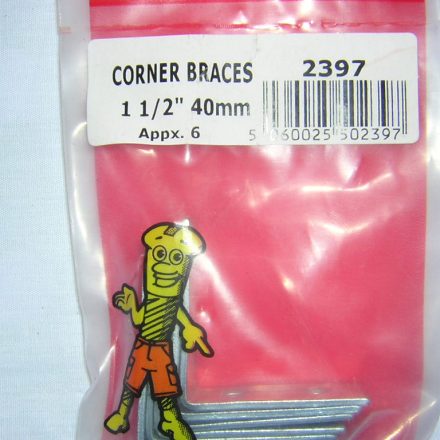 CORNER BRACES 2397
1 1/2" 40mm
Appx. 6
5 060025 502397